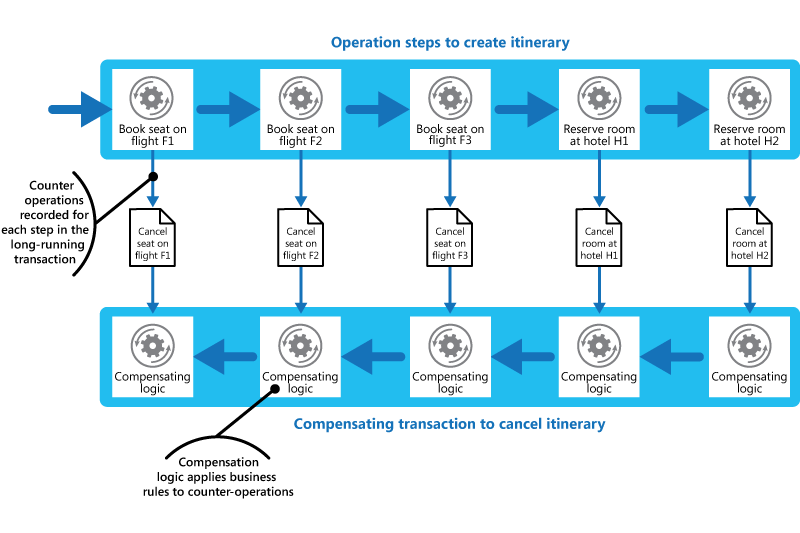 Operation steps to create itinerary
Book seat on
flight F1
Book seat on
flight F2
Book seat on
flight F3
Reserve room
at hotel H1
Reserve room
at hotel H2
Counter
operations
recorded for
each step in the
long-running
transaction
Cancel
seat on
flight F1
Cancel
seat on
flight F2
Cancel
seat on
flight F3
Cancel
room at
hotel H1
Cancel
room at
hotel H2
Compensating
logic
Compensating
logic
Compensating
logic
Compensating
logic
Compensating
logic
Compensating transaction to cancel itinerary
Compensation
logic applies business
rules to counter-operations